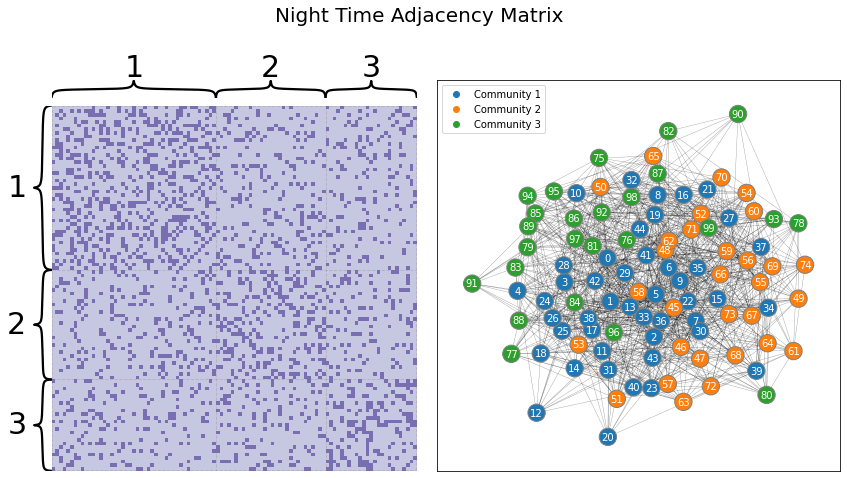 Night Time Adjacency Matrix
1 2 3
1
2
3
Community 1
Community 2
Community 3
90
82
65
75
87
70
32
50
95 10 21 54
94 98 8 16
85 92 60
86 19 52 27 93
89 44 71 99 78
97 76 62
79 81 41 48 59 37
0 56
28 6 35 69 74
83 29 66
91 3 42 9 55
4 58 5
24 84 1 22 15 49
13 45 34
88 26 38 33 36 7 73 67
25 17 96 30
2
53 46 64
77 18 11 43 47 68 61
14 31 39
57 72
40 23 80
51 63
12
20